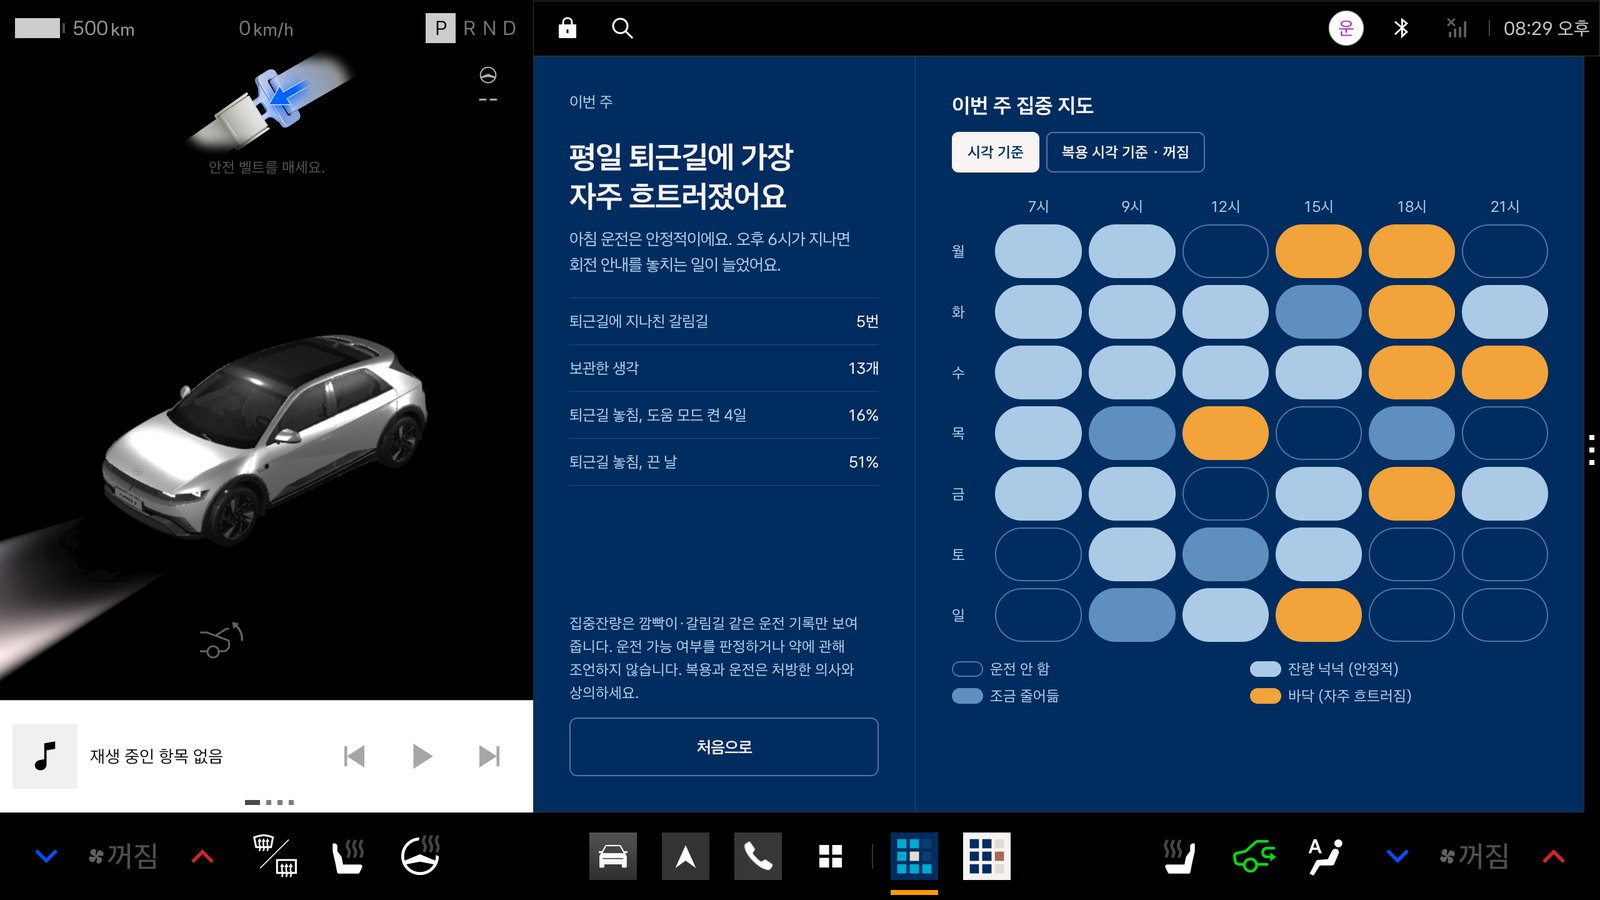 500 km
0 km/h
P R N D
운
08:29 오후
--
안전 벨트를 매세요.
이번 주
평일 퇴근길에 가장
자주 흐트러졌어요
아침 운전은 안정적이에요. 오후 6시가 지나면
회전 안내를 놓치는 일이 늘었어요.
퇴근길에 지나친 갈림길 5번
보관한 생각 13개
퇴근길 놓침, 도움 모드 켠 4일 16%
퇴근길 놓침, 끈 날 51%
집중잔량은 깜빡이·갈림길 같은 운전 기록만 보여
줍니다. 운전 가능 여부를 판정하거나 약에 관해
조언하지 않습니다. 복용과 운전은 처방한 의사와
상의하세요.
처음으로
이번 주 집중 지도
시각 기준
복용 시각 기준 · 꺼짐
7시 9시 12시 15시 18시 21시
월
화
수
목
금
토
일
운전 안 함
잔량 넉넉 (안정적)
조금 줄어듦
바닥 (자주 흐트러짐)
재생 중인 항목 없음
꺼짐
A
꺼짐